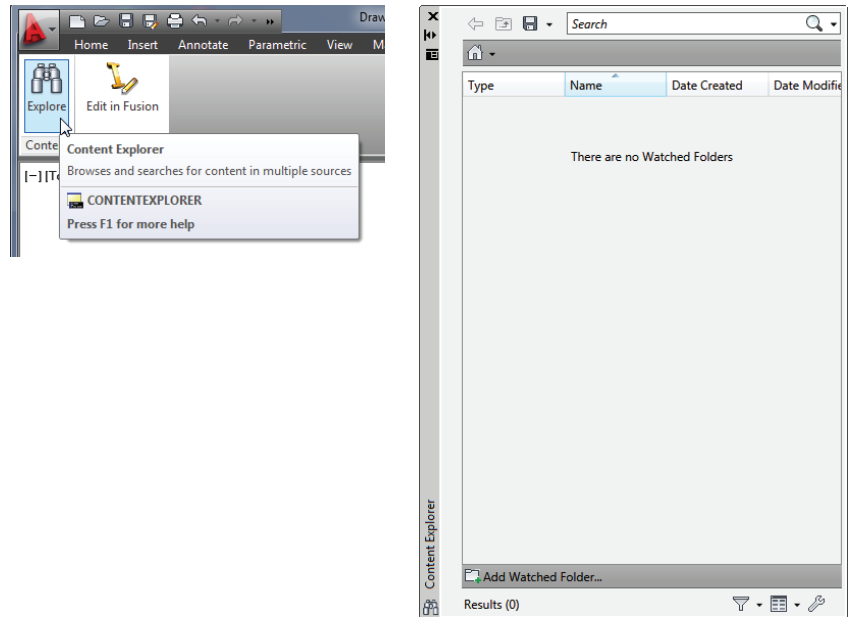 Draw
Home Insert Annotate Parametric View M
Explore Edit in Fusion
Conte
Content Explorer
Browses and searches for content in multiple sources
CONTENTEXPLORER
Press F1 for more help
[−] [To
Search
Type Name Date Created Date Modifie
There are no Watched Folders
Content Explorer
Add Watched Folder...
Results (0)